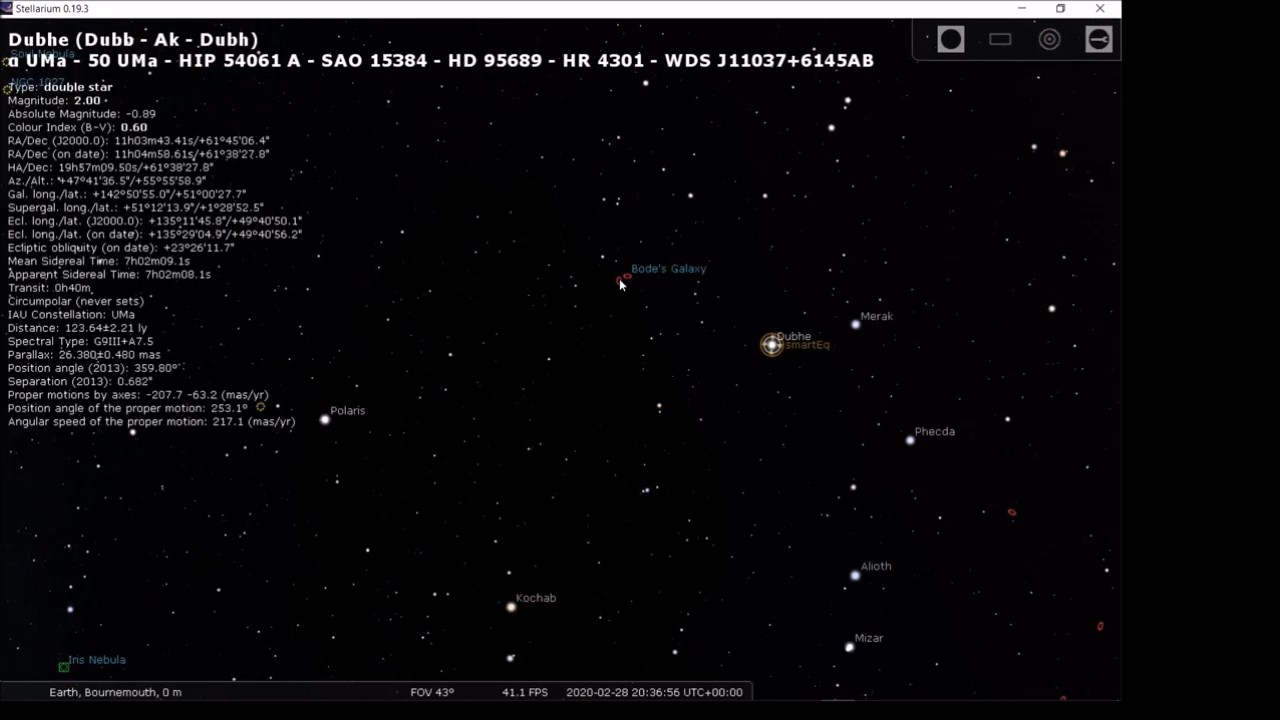 Stellarium 0.19.3
Dubhe (Dubb - Ak - Dubh)
Soul Nebula
α UMa - 50 UMa - HIP 54061 A - SAO 15384 - HD 95689 - HR 4301 - WDS J11037+6145AB
NGC 1027
Type: double star
Magnitude: 2.00
Absolute Magnitude: -0.89
Colour Index (B-V): 0.60
RA/Dec (J2000.0): 11h03m43.41s/+61°45'06.4"
RA/Dec (on date): 11h04m58.61s/+61°38'27.8"
HA/Dec: 19h57m09.50s/+61°38'27.8"
Az./Alt.: +47°41'36.5"/+55°55'58.9"
Gal. long./lat.: +142°50'55.0"/+51°00'27.7"
Supergal. long./lat.: +51°12'13.9"/+1°28'52.5"
Ecl. long./lat. (J2000.0): +135°11'45.8"/+49°40'50.1"
Ecl. long./lat. (on date): +135°29'04.9"/+49°40'56.2"
Ecliptic obliquity (on date): +23°26'11.7"
Mean Sidereal Time: 7h02m09.1s
Apparent Sidereal Time: 7h02m08.1s
Transit: 0h40m
Circumpolar (never sets)
IAU Constellation: UMa
Distance: 123.64±2.21 ly
Spectral Type: G9III+A7.5
Parallax: 26.380±0.480 mas
Position angle (2013): 359.80°
Separation (2013): 0.682"
Proper motions by axes: -207.7 -63.2 (mas/yr)
Position angle of the proper motion: 253.1°
Angular speed of the proper motion: 217.1 (mas/yr)
Bode's Galaxy
Merak
Dubhe
smartEq
Polaris
Phecda
Alioth
Kochab
Mizar
Iris Nebula
Earth, Bournemouth, 0 m FOV 43° 41.1 FPS 2020-02-28 20:36:56 UTC+00:00